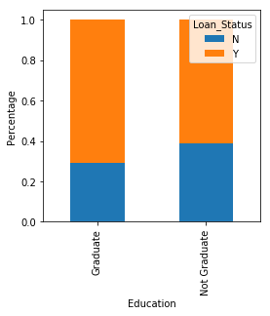 Loan_Status
N
Y
1.0
0.8
0.6
0.4
0.2
0.0
Percentage
Graduate
Not Graduate
Education